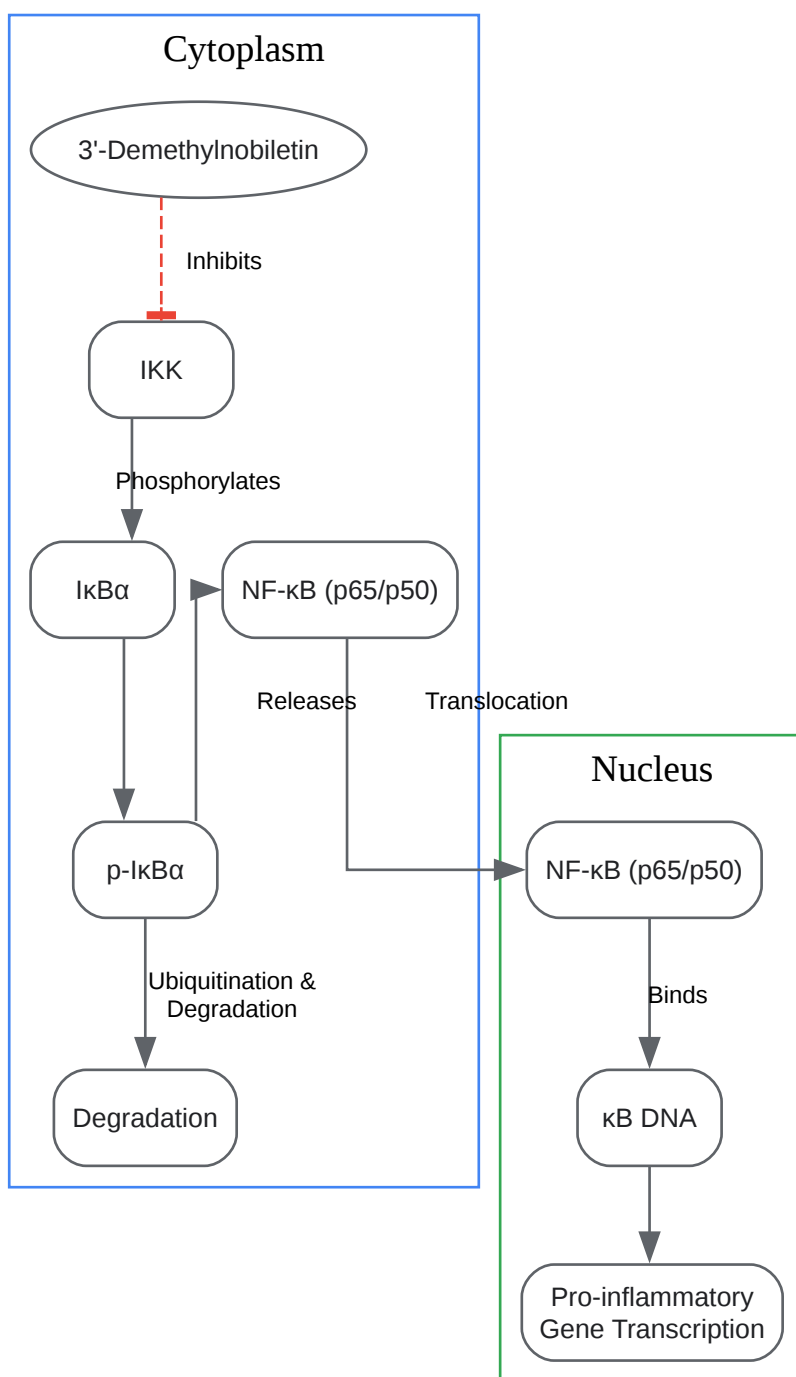 Cytoplasm
3'-Demethylnobiletin
Inhibits
IKK
Phosphorylates
IκBα
NF-κB (p65/p50)
Releases
Translocation
Nucleus
p-IκBα
NF-κB (p65/p50)
Ubiquitination &
Degradation
Binds
Degradation
κB DNA
Pro-inflammatory
Gene Transcription